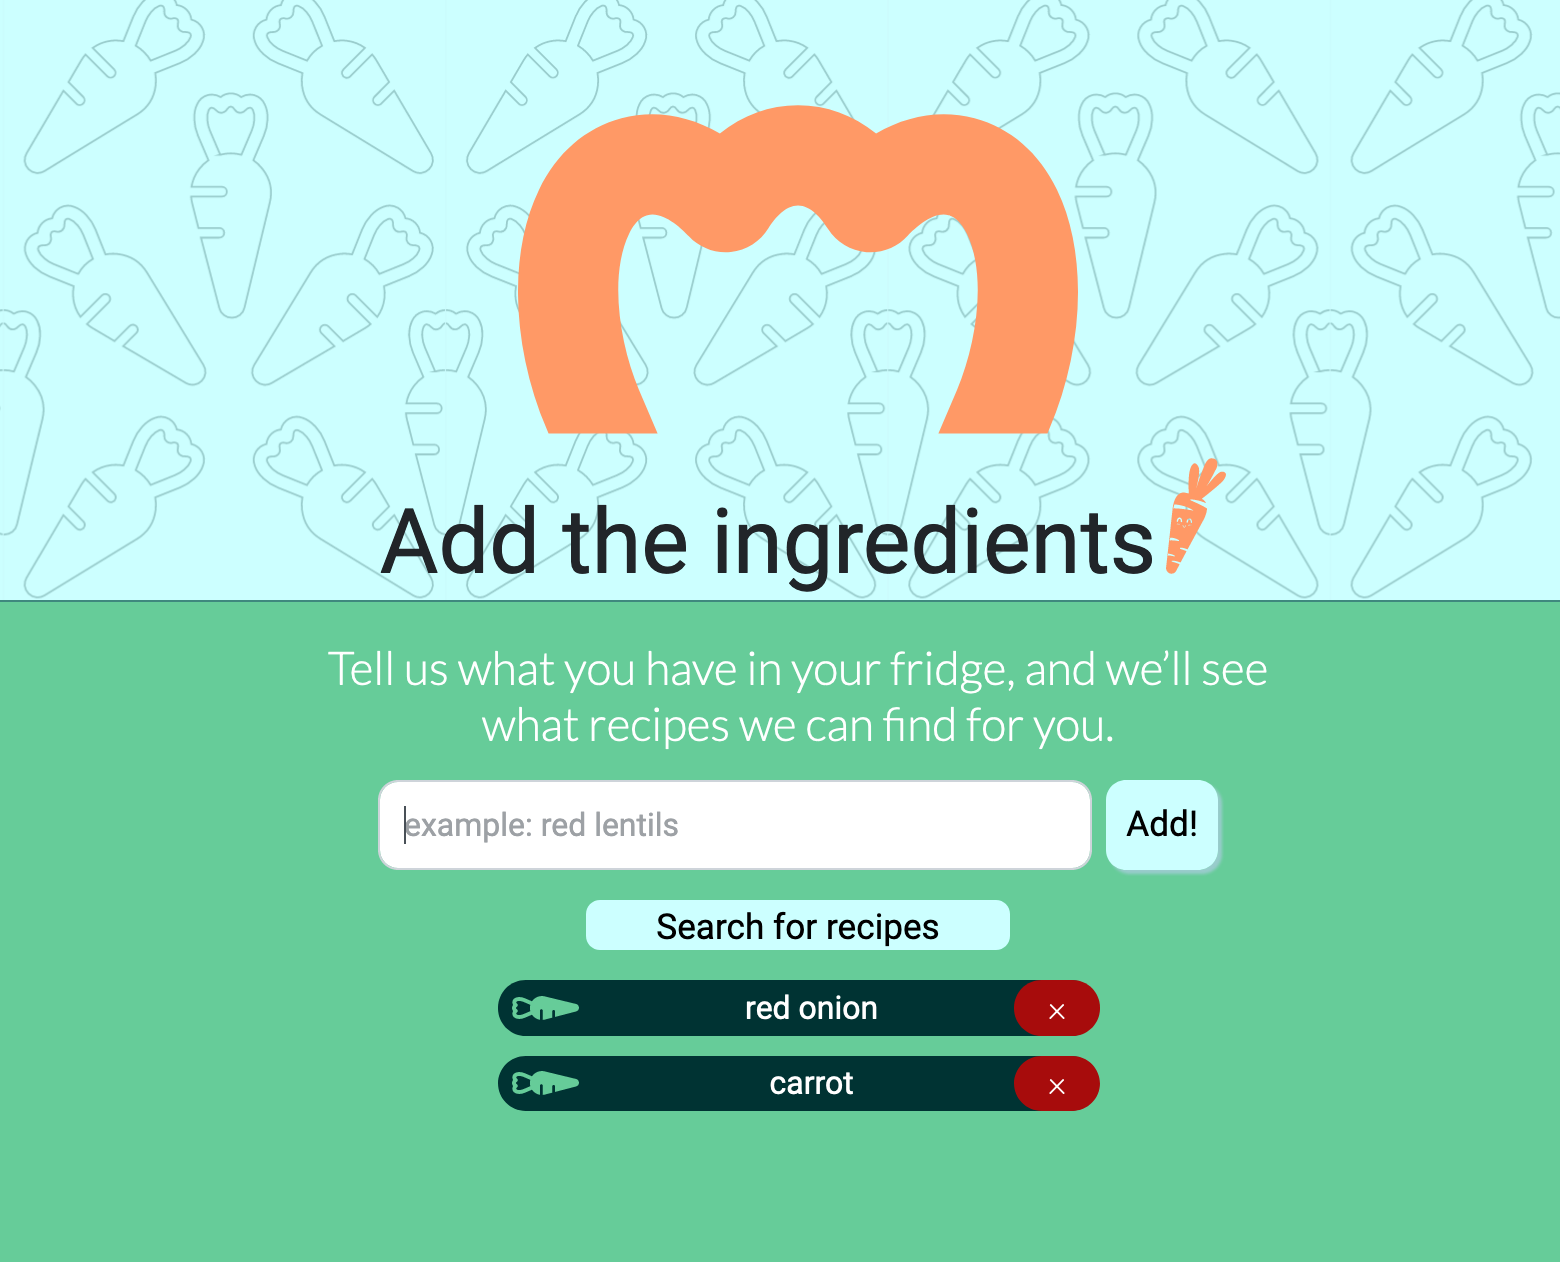 Add the ingredients
Tell us what you have in your fridge, and we’ll see
what recipes we can find for you.
example: red lentils
Add!
Search for recipes
red onion
×
carrot
×